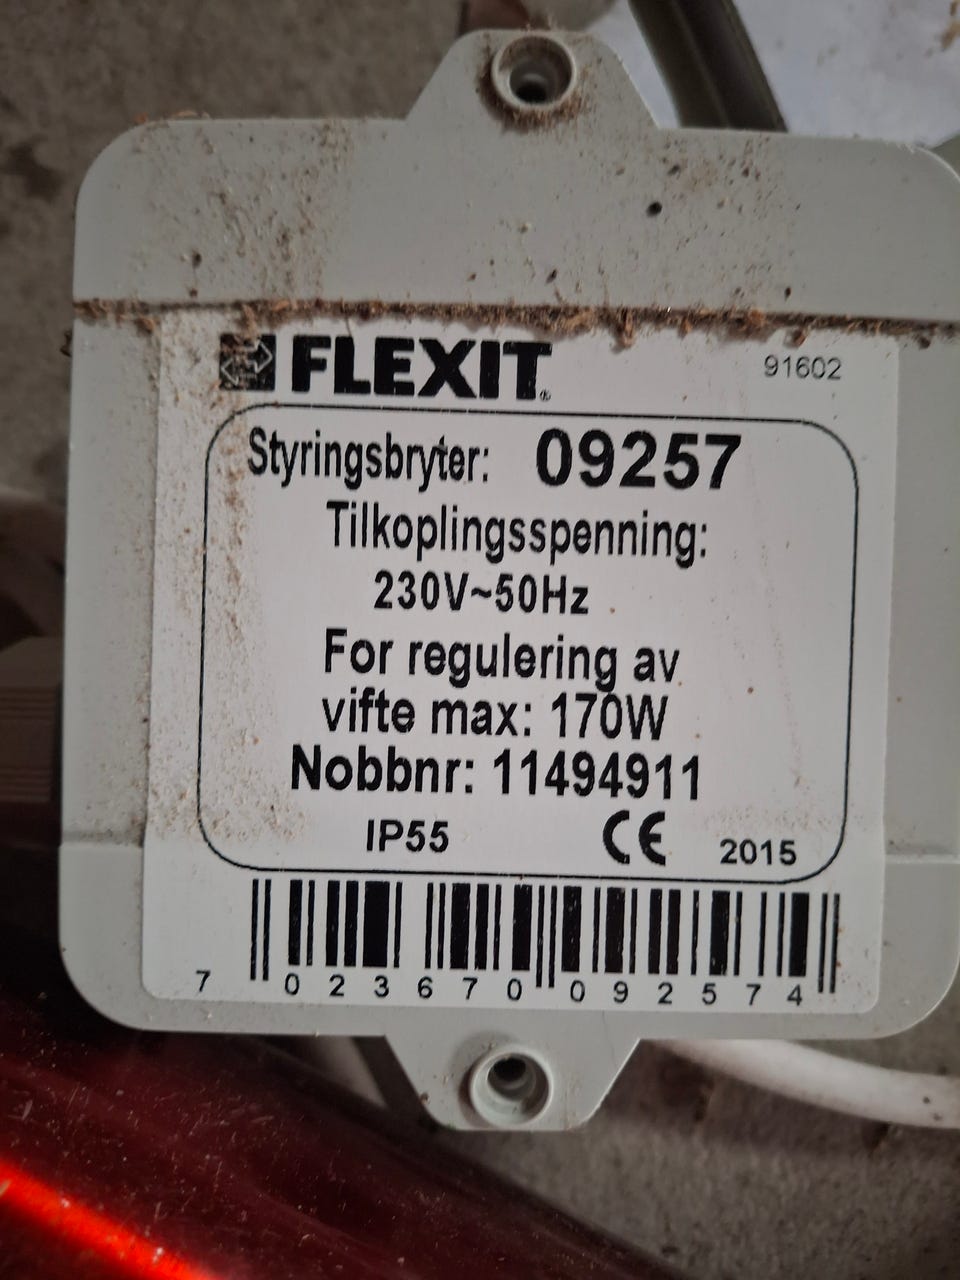 FLEXIT®
91602
Styringsbryter: 09257
Tilkoplingsspenning:
230V~50Hz
For regulering av
vifte max: 170W
Nobbnr: 11494911
IP55 CE 2015
7 023670 092574